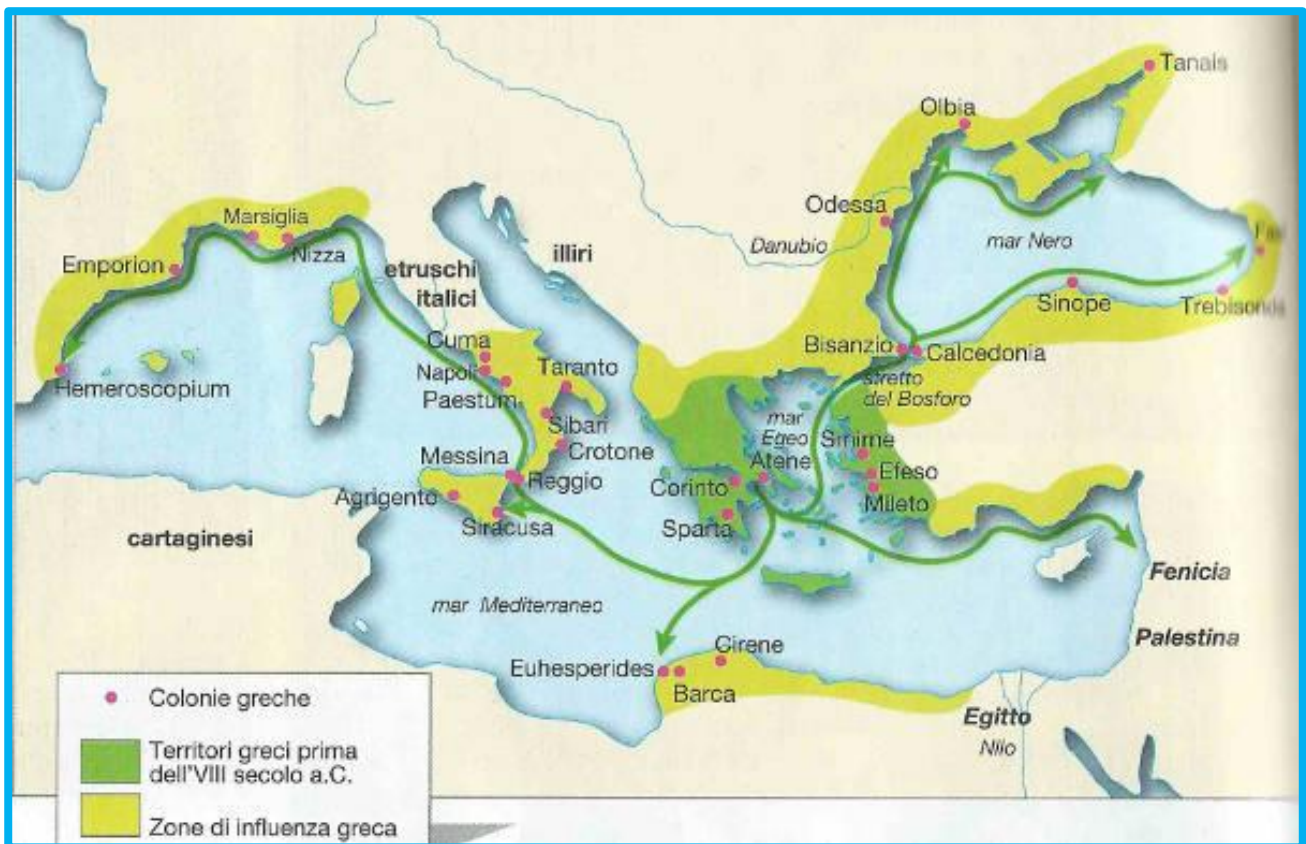 Tanais
Olbia
Odessa
Danubio
mar Nero
Sinope
Trebisonda
Bisanzio
Calcedonia
stretto
del Bosforo
Marsiglia
Nizza
Emporion
Hemeroscopium
etruschi
italici
illiri
Cuma
Napoli
Paestum
Taranto
Sibari
Crotone
Messina
Reggio
Agrigento
Siracusa
mar
Egeo
Atene
Corinto
Sparta
Smirne
Efeso
Mileto
cartaginesi
mar Mediterraneo
Fenicia
Palestina
Euhesperides
Barca
Cirene
Egitto
Nilo
Colonie greche
Territori greci prima
dell'VIII secolo a.C.
Zone di influenza greca